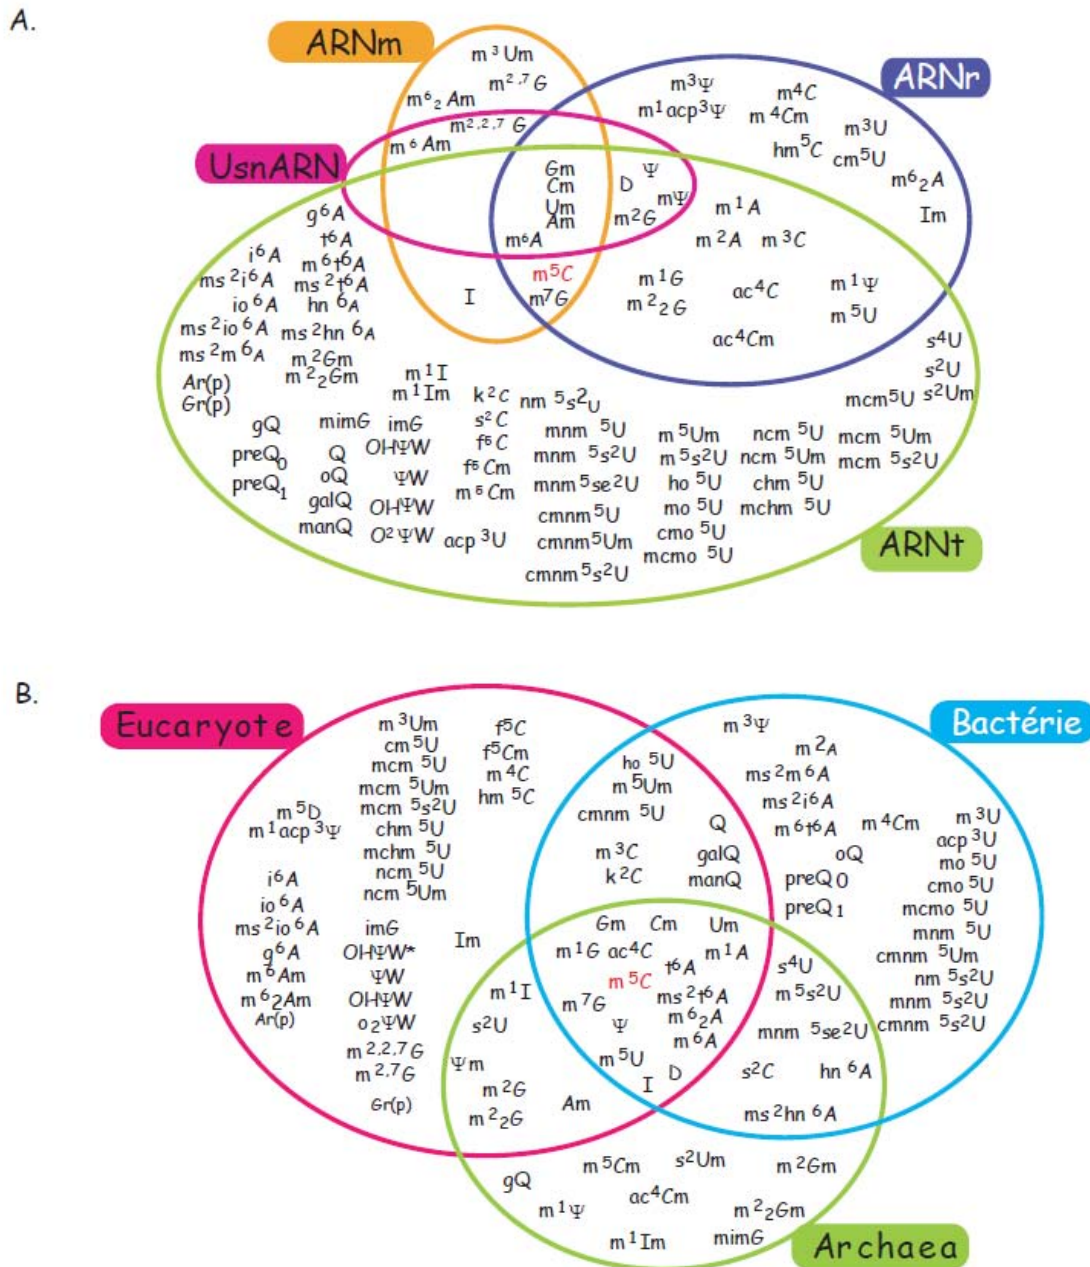 A.
ARNm
m³Um
m²,⁷G
m⁶₂Am
m²,²,⁷G
m⁶Am
ARNr
m³Ψ
m¹acp³Ψ
m⁴C
m⁴Cm
m³U
hm⁵C
cm⁵U
m⁶₂A
Im
UsnARN
Gm
Cm
Um
Am
m⁶A
Ψ
D
mΨ
m²G
m¹A
m²A
m³C
m¹G
m²₂G
ac⁴C
m¹Ψ
m⁵U
ac⁴Cm
m⁵C
m⁷G
I
g⁶A
t⁶A
i⁶A
m⁶t⁶A
ms²i⁶A
ms²t⁶A
io⁶A
hn⁶A
ms²io⁶A
ms²hn⁶A
ms²m⁶A
m²Gm
m²₂Gm
Ar(p)
Gr(p)
m¹I
m¹Im
gQ
mimG
imG
preQ₀
Q
OHΨW
preQ₁
oQ
ΨW
galQ
OHΨW
manQ
O²ΨW
k²C
s²C
f⁵C
f⁵Cm
m⁵Cm
acp³U
nm⁵s²U
mnm⁵U
mnm⁵s²U
mnm⁵se²U
cmnm⁵U
cmnm⁵Um
cmnm⁵s²U
m⁵Um
m⁵s²U
ho⁵U
mo⁵U
cmo⁵U
mcmo⁵U
ncm⁵U
ncm⁵Um
chm⁵U
mchm⁵U
s⁴U
s²U
mcm⁵U
s²Um
mcm⁵Um
mcm⁵s²U
ARNt
B.
Eucaryote
m³Um
cm⁵U
mcm⁵U
mcm⁵Um
mcm⁵s²U
chm⁵U
mchm⁵U
ncm⁵U
ncm⁵Um
f⁵C
f⁵Cm
m⁴C
hm⁵C
m⁵D
m¹acp³Ψ
i⁶A
io⁶A
ms²io⁶A
g⁶A
m⁶Am
m⁶₂Am
Ar(p)
imG
OHΨW*
ΨW
OHΨW
o₂ΨW
m²,²,⁷G
m²,⁷G
Gr(p)
Im
Bactérie
ho⁵U
m⁵Um
cmnm⁵U
Q
m³C
k²C
galQ
manQ
m³Ψ
m²A
ms²m⁶A
ms²i⁶A
m⁶t⁶A
m⁴Cm
oQ
preQ0
preQ1
m³U
acp³U
mo⁵U
cmo⁵U
mcmo⁵U
mnm⁵U
cmnm⁵Um
nm⁵s²U
mnm⁵s²U
cmnm⁵s²U
Gm
Cm
Um
m¹G
ac⁴C
m¹A
t⁶A
m⁵C
ms²t⁶A
m⁷G
m⁶₂A
Ψ
m⁶A
m⁵U
D
I
m¹I
s²U
Ψm
m²G
m²₂G
Am
s⁴U
m⁵s²U
mnm⁵se²U
s²C
hn⁶A
ms²hn⁶A
gQ
m⁵Cm
s²Um
m²Gm
m¹Ψ
ac⁴Cm
m²₂Gm
m¹Im
mimG
Archaea